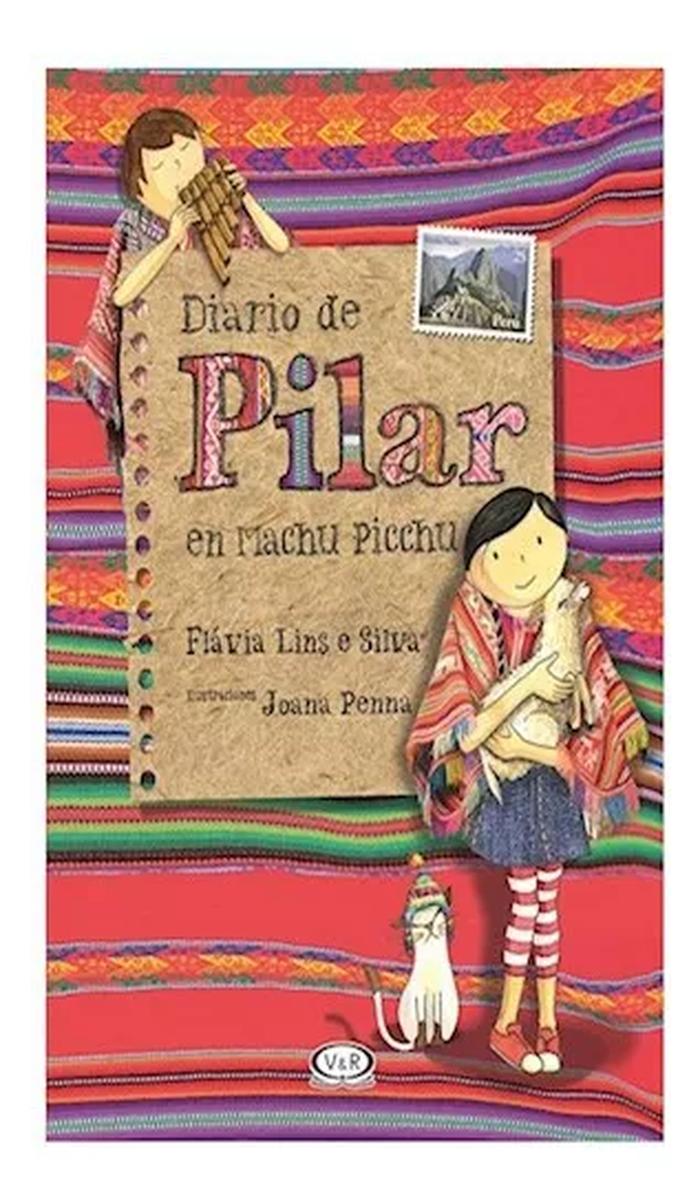 Perú
Diario de
Pilar
en Machu Picchu
Flávia Lins e Silva
Ilustraciones Joana Penna
V&R